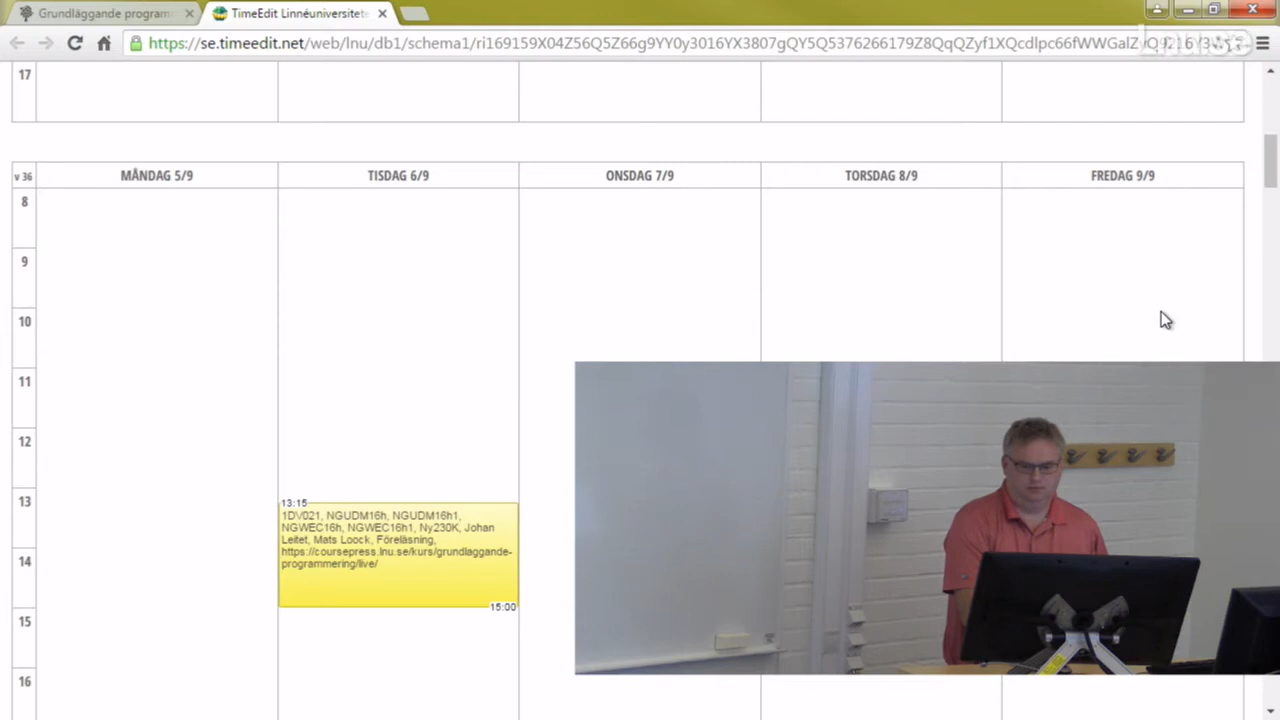 Grundläggande program
TimeEdit Linnéuniversitete
https://se.timeedit.net/web/lnu/db1/schema1/
Lnu.se
17
v 36
MÅNDAG 5/9
TISDAG 6/9
ONSDAG 7/9
TORSDAG 8/9
FREDAG 9/9
8
9
10
11
12
13
13:15
1DV021, NGUDM16h, NGUDM16h1,
NGWEC16h, NGWEC16h1, Ny230K, Johan
Leitet, Mats Loock, Föreläsning,
https://coursepress.lnu.se/kurs/grundlaggande-
programmering/live/
14
15:00
15
16